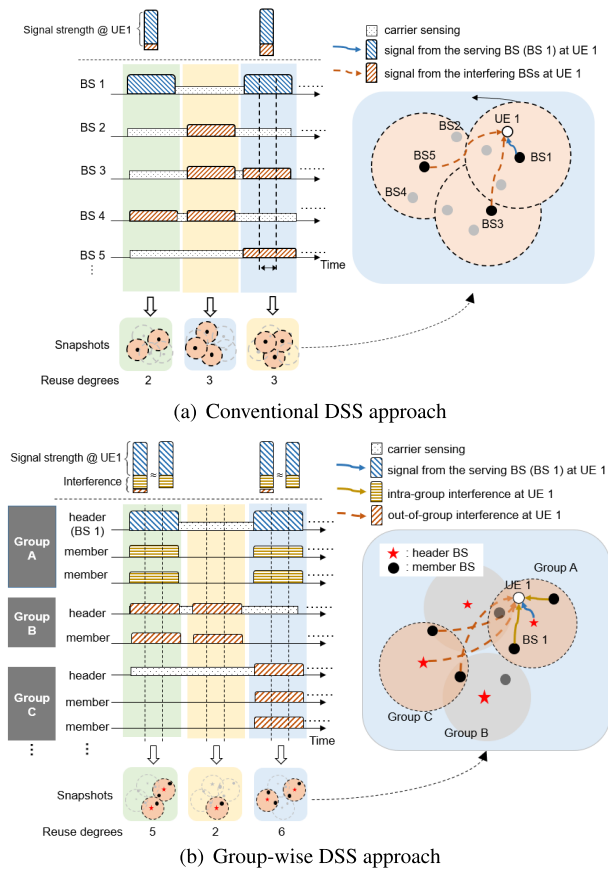 Signal strength @ UE1
carrier sensing
signal from the serving BS (BS 1) at UE 1
signal from the interfering BSs at UE 1
BS 1
BS 2
BS 3
BS 4
BS 5
⋮
Time
UE 1
BS2
BS5
BS1
BS4
BS3
Snapshots
Reuse degrees 2 3 3
(a) Conventional DSS approach
Signal strength @ UE1
Interference
≈ ≈
carrier sensing
signal from the serving BS (BS 1) at UE 1
intra-group interference at UE 1
out-of-group interference at UE 1
Group A
header (BS 1)
member
member
Group B
header
member
Group C
header
member
member
Time
⋮ ⋮
: header BS
: member BS
Group A
UE 1
BS 1
Group C
Group B
Snapshots
Reuse degrees 5 2 6
(b) Group-wise DSS approach